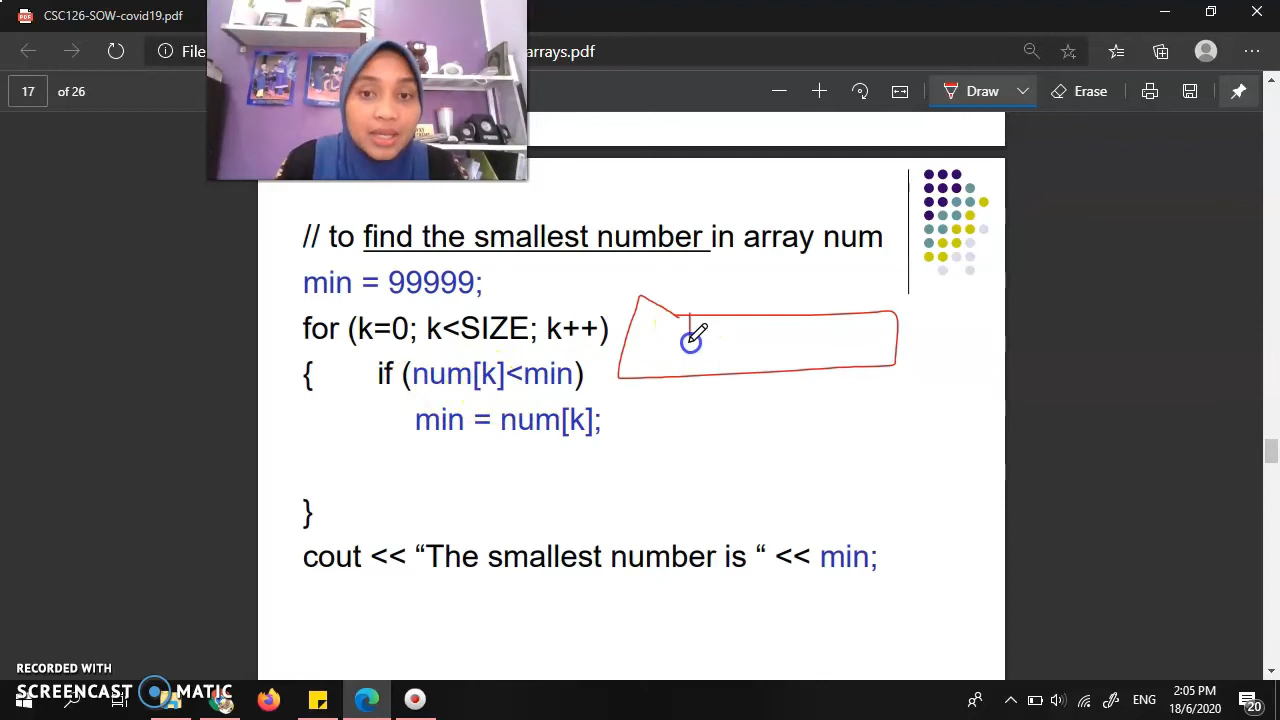 CSC126-SOW-covid19.pdf
File
arrays.pdf
17 of 26
Draw
Erase
// to find the smallest number in array num
min = 99999;
for (k=0; k<SIZE; k++)
{ if (num[k]<min)
min = num[k];
}
cout << “The smallest number is “ << min;
RECORDED WITH
SCREENCAST MATIC
ENG
2:05 PM
18/6/2020
20